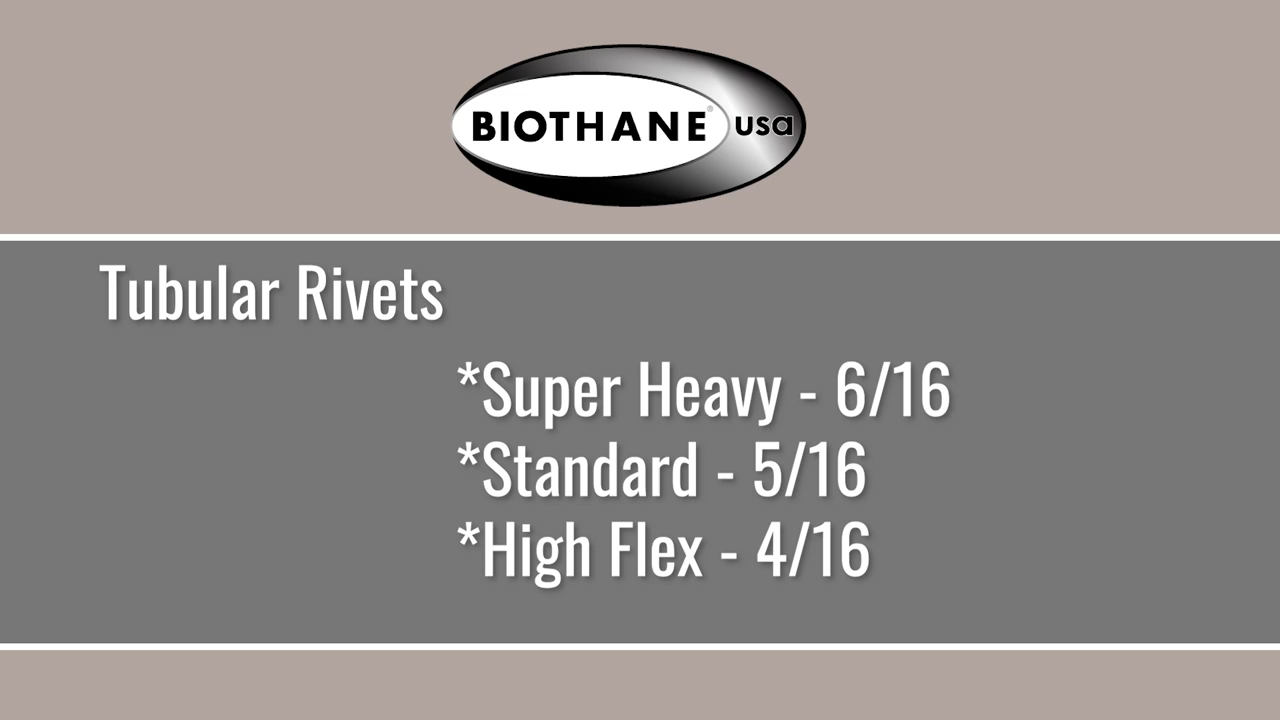 BIOTHANE® usa
Tubular Rivets
*Super Heavy - 6/16
*Standard - 5/16
*High Flex - 4/16